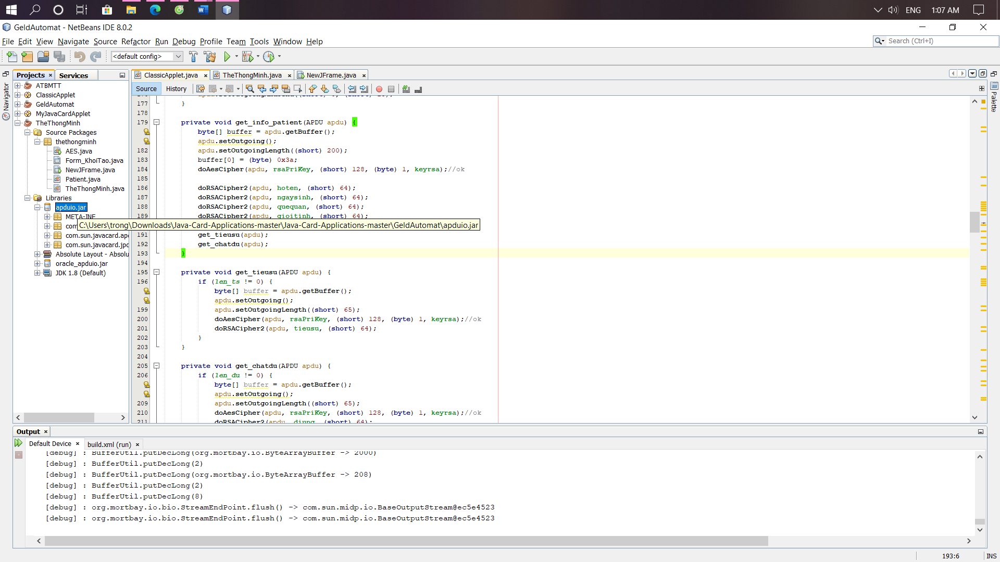 ENG
1:07 AM
GeldAutomat - NetBeans IDE 8.0.2
File Edit View Navigate Source Refactor Run Debug Profile Team Tools Window Help
Search (Ctrl+I)
<default config>
Navigator
Projects
Services
ATBMTT
ClassicApplet
GeldAutomat
MyJavaCardApplet
TheThongMinh
Source Packages
thethongminh
AES.java
Form_KhoiTao.java
NewJFrame.java
Patient.java
TheThongMinh.java
Libraries
apduio.jar
META-INF
com
com.sun.javacard.apd
com.sun.javacard.jpc
Absolute Layout - Absolu
oracle_apduio.jar
JDK 1.8 (Default)
ClassicApplet.java
TheThongMinh.java
NewJFrame.java
Source
History
Palette
177 }
178
179 private void get_info_patient(APDU apdu) {
byte[] buffer = apdu.getBuffer();
apdu.setOutgoing();
182 apdu.setOutgoingLength((short) 200);
183 buffer[0] = (byte) 0x3a;
184 doAesCipher(apdu, rsaPriKey, (short) 128, (byte) 1, keyrsa);//ok
185
186 doRSACipher2(apdu, hoten, (short) 64);
187 doRSACipher2(apdu, ngaysinh, (short) 64);
188 doRSACipher2(apdu, quequan, (short) 64);
189 doRSACipher2(apdu, gioitinh, (short) 64);
C:\Users\trong\Downloads\Java-Card-Applications-master\Java-Card-Applications-master\GeldAutomat\apduio.jar
191 get_tieusu(apdu);
192 get_chatdu(apdu);
193 }
194
195 private void get_tieusu(APDU apdu) {
196 if (len_ts != 0) {
byte[] buffer = apdu.getBuffer();
apdu.setOutgoing();
199 apdu.setOutgoingLength((short) 65);
200 doAesCipher(apdu, rsaPriKey, (short) 128, (byte) 1, keyrsa);//ok
201 doRSACipher2(apdu, tieusu, (short) 64);
202 }
203 }
204
205 private void get_chatdu(APDU apdu) {
206 if (len_du != 0) {
byte[] buffer = apdu.getBuffer();
apdu.setOutgoing();
209 apdu.setOutgoingLength((short) 65);
210 doAesCipher(apdu, rsaPriKey, (short) 128, (byte) 1, keyrsa);//ok
211 doRSACipher2(apdu, diung, (short) 64);
Output
Default Device
build.xml (run)
[debug] : BufferUtil.putDecLong(org.mortbay.io.ByteArrayBuffer -> 2000)
[debug] : BufferUtil.putDecLong(2)
[debug] : BufferUtil.putDecLong(org.mortbay.io.ByteArrayBuffer -> 208)
[debug] : BufferUtil.putDecLong(2)
[debug] : BufferUtil.putDecLong(8)
[debug] : org.mortbay.io.bio.StreamEndPoint.flush() -> com.sun.midp.io.BaseOutputStream@ec5e4523
[debug] : org.mortbay.io.bio.StreamEndPoint.flush() -> com.sun.midp.io.BaseOutputStream@ec5e4523
193:6
INS